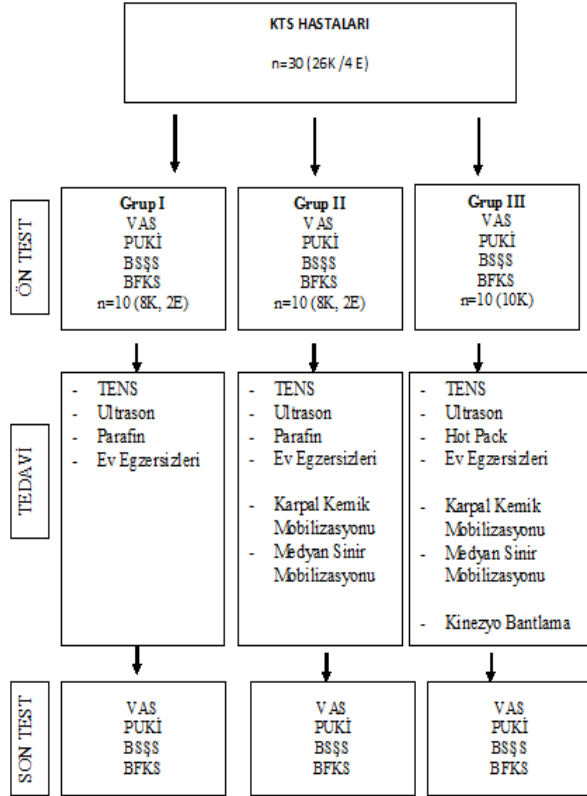 KTS HASTALARI
n=30 (26K /4 E)
ÖN TEST
Grup I
VAS
PUKİ
BSŞS
BFKS
n=10 (8K, 2E)
Grup II
VAS
PUKİ
BSŞS
BFKS
n=10 (8K, 2E)
Grup III
VAS
PUKİ
BSŞS
BFKS
n=10 (10K)
TEDAVİ
- TENS
- Ultrason
- Parafin
- Ev Egzersizleri
- TENS
- Ultrason
- Parafin
- Ev Egzersizleri
- Karpal Kemik
Mobilizasyonu
- Medyan Sinir
Mobilizasyonu
- TENS
- Ultrason
- Hot Pack
- Ev Egzersizleri
- Karpal Kemik
Mobilizasyonu
- Medyan Sinir
Mobilizasyonu
- Kinezyo Bantlama
SON TEST
VAS
PUKİ
BSŞS
BFKS
VAS
PUKİ
BSŞS
BFKS
VAS
PUKİ
BSŞS
BFKS